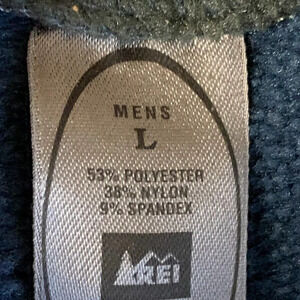 MENS
L
53% POLYESTER
38% NYLON
9% SPANDEX
REI